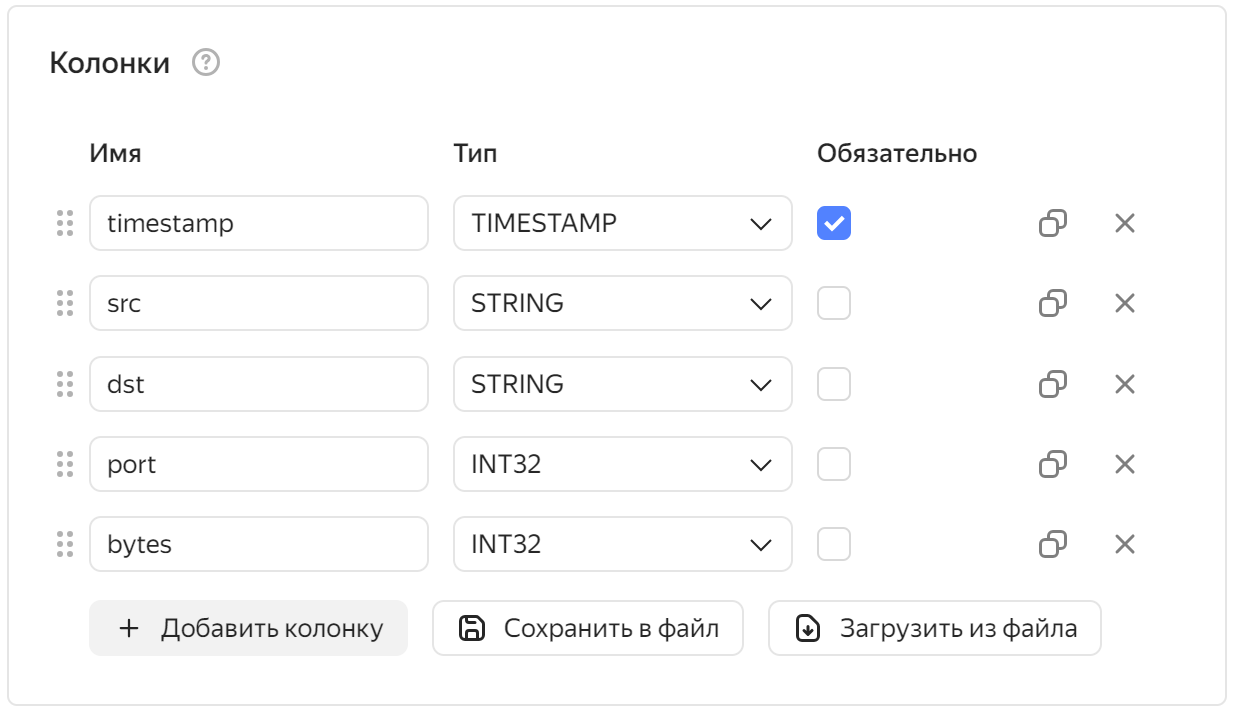 Колонки ?
Имя Тип Обязательно
timestamp TIMESTAMP
src STRING
dst STRING
port INT32
bytes INT32
+ Добавить колонку Сохранить в файл Загрузить из файла